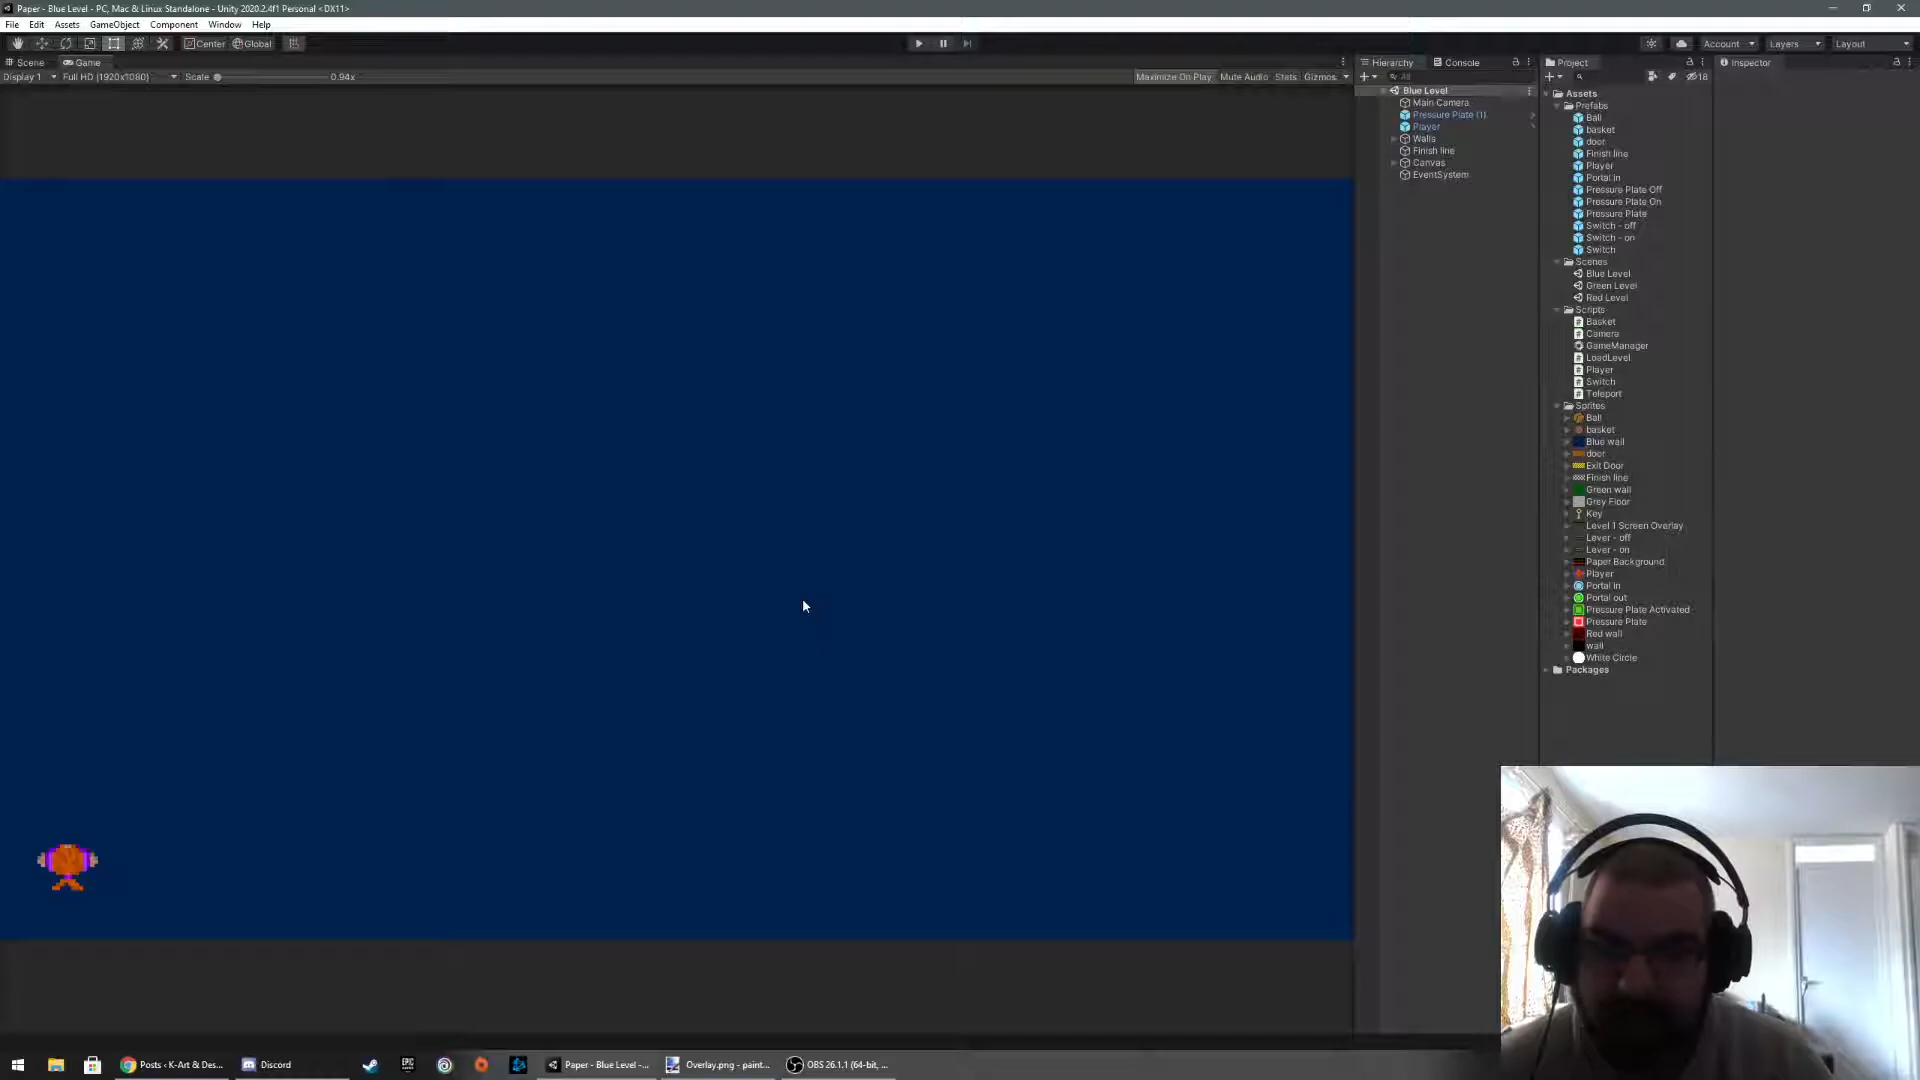 Paper - Blue Level - PC, Mac & Linux Standalone - Unity 2020.2.4f1 Personal <DX11>
File Edit Assets GameObject Component Window Help
Center Global
Account Layers Layout
Scene Game
Display 1 Full HD (1920x1080) Scale 0.94x Maximize On Play Mute Audio Stats Gizmos
Hierarchy Console
All
Blue Level
Main Camera
Pressure Plate (1)
Player
Walls
Finish line
Canvas
EventSystem
Project
18
Assets
Prefabs
Ball
basket
door
Finish line
Player
Portal in
Pressure Plate Off
Pressure Plate On
Pressure Plate
Switch - off
Switch - on
Switch
Scenes
Blue Level
Green Level
Red Level
Scripts
Basket
Camera
GameManager
LoadLevel
Player
Switch
Teleport
Sprites
Ball
basket
Blue wall
door
Exit Door
Finish line
Green wall
Grey Floor
Key
Level 1 Screen Overlay
Lever - off
Lever - on
Paper Background
Player
Portal in
Portal out
Pressure Plate Activated
Pressure Plate
Red wall
wall
White Circle
Packages
Inspector
Posts ‹ K-Art & Des...
Discord
EPIC GAMES
Paper - Blue Level -...
Overlay.png - paint...
OBS 26.1.1 (64-bit, ...